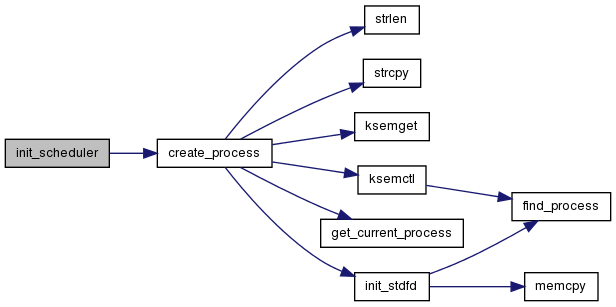 init_scheduler
create_process
strlen
strcpy
ksemget
ksemctl
get_current_process
init_stdfd
find_process
memcpy